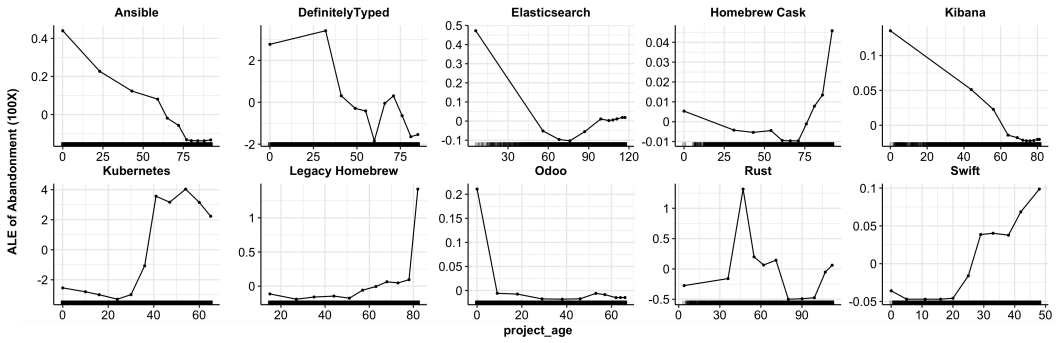 Ansible DefinitelyTyped Elasticsearch Homebrew Cask Kibana
0.4 0.2 0
0 25 50 75
2 0 -2
0 25 50 75
0.5 0.4 0.3 0.2 0.1 0 -0.1
30 60 90 120
0.04 0.03 0.02 0.01 0 -0.01
0 25 50 75
0.1 0.05 0
0 20 40 60 80
ALE of Abandonment (100X)
Kubernetes Legacy Homebrew Odoo Rust Swift
4 2 0 -2
0 20 40 60
1 0.5 0
20 40 60 80
0.2 0.15 0.1 0.05 0
0 20 40 60
1 0.5 0 -0.5
30 60 90
0.1 0.05 0 -0.05
0 10 20 30 40 50
project_age